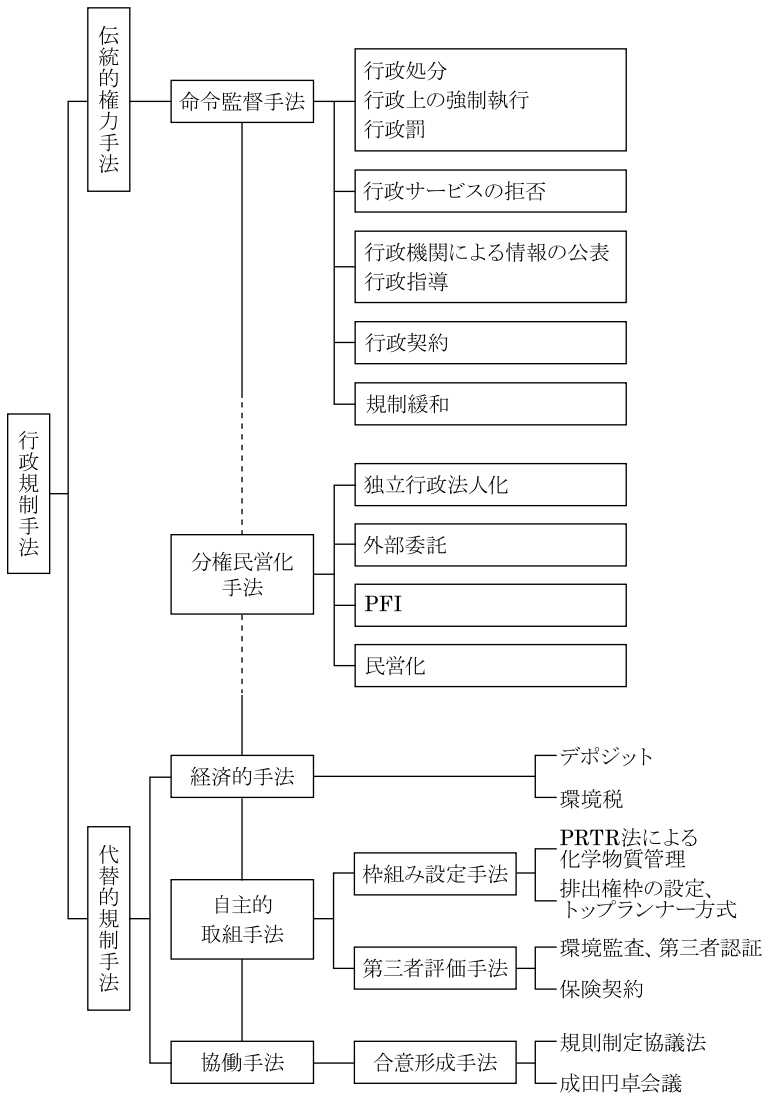 行政規制手法
伝統的権力手法
命令監督手法
行政処分
行政上の強制執行
行政罰
行政サービスの拒否
行政機関による情報の公表
行政指導
行政契約
規制緩和
分権民営化
手法
独立行政法人化
外部委託
PFI
民営化
代替的規制手法
経済的手法
デポジット
環境税
自主的
取組手法
枠組み設定手法
PRTR法による
化学物質管理
排出権枠の設定、
トップランナー方式
第三者評価手法
環境監査、第三者認証
保険契約
協働手法
合意形成手法
規則制定協議法
成田円卓会議